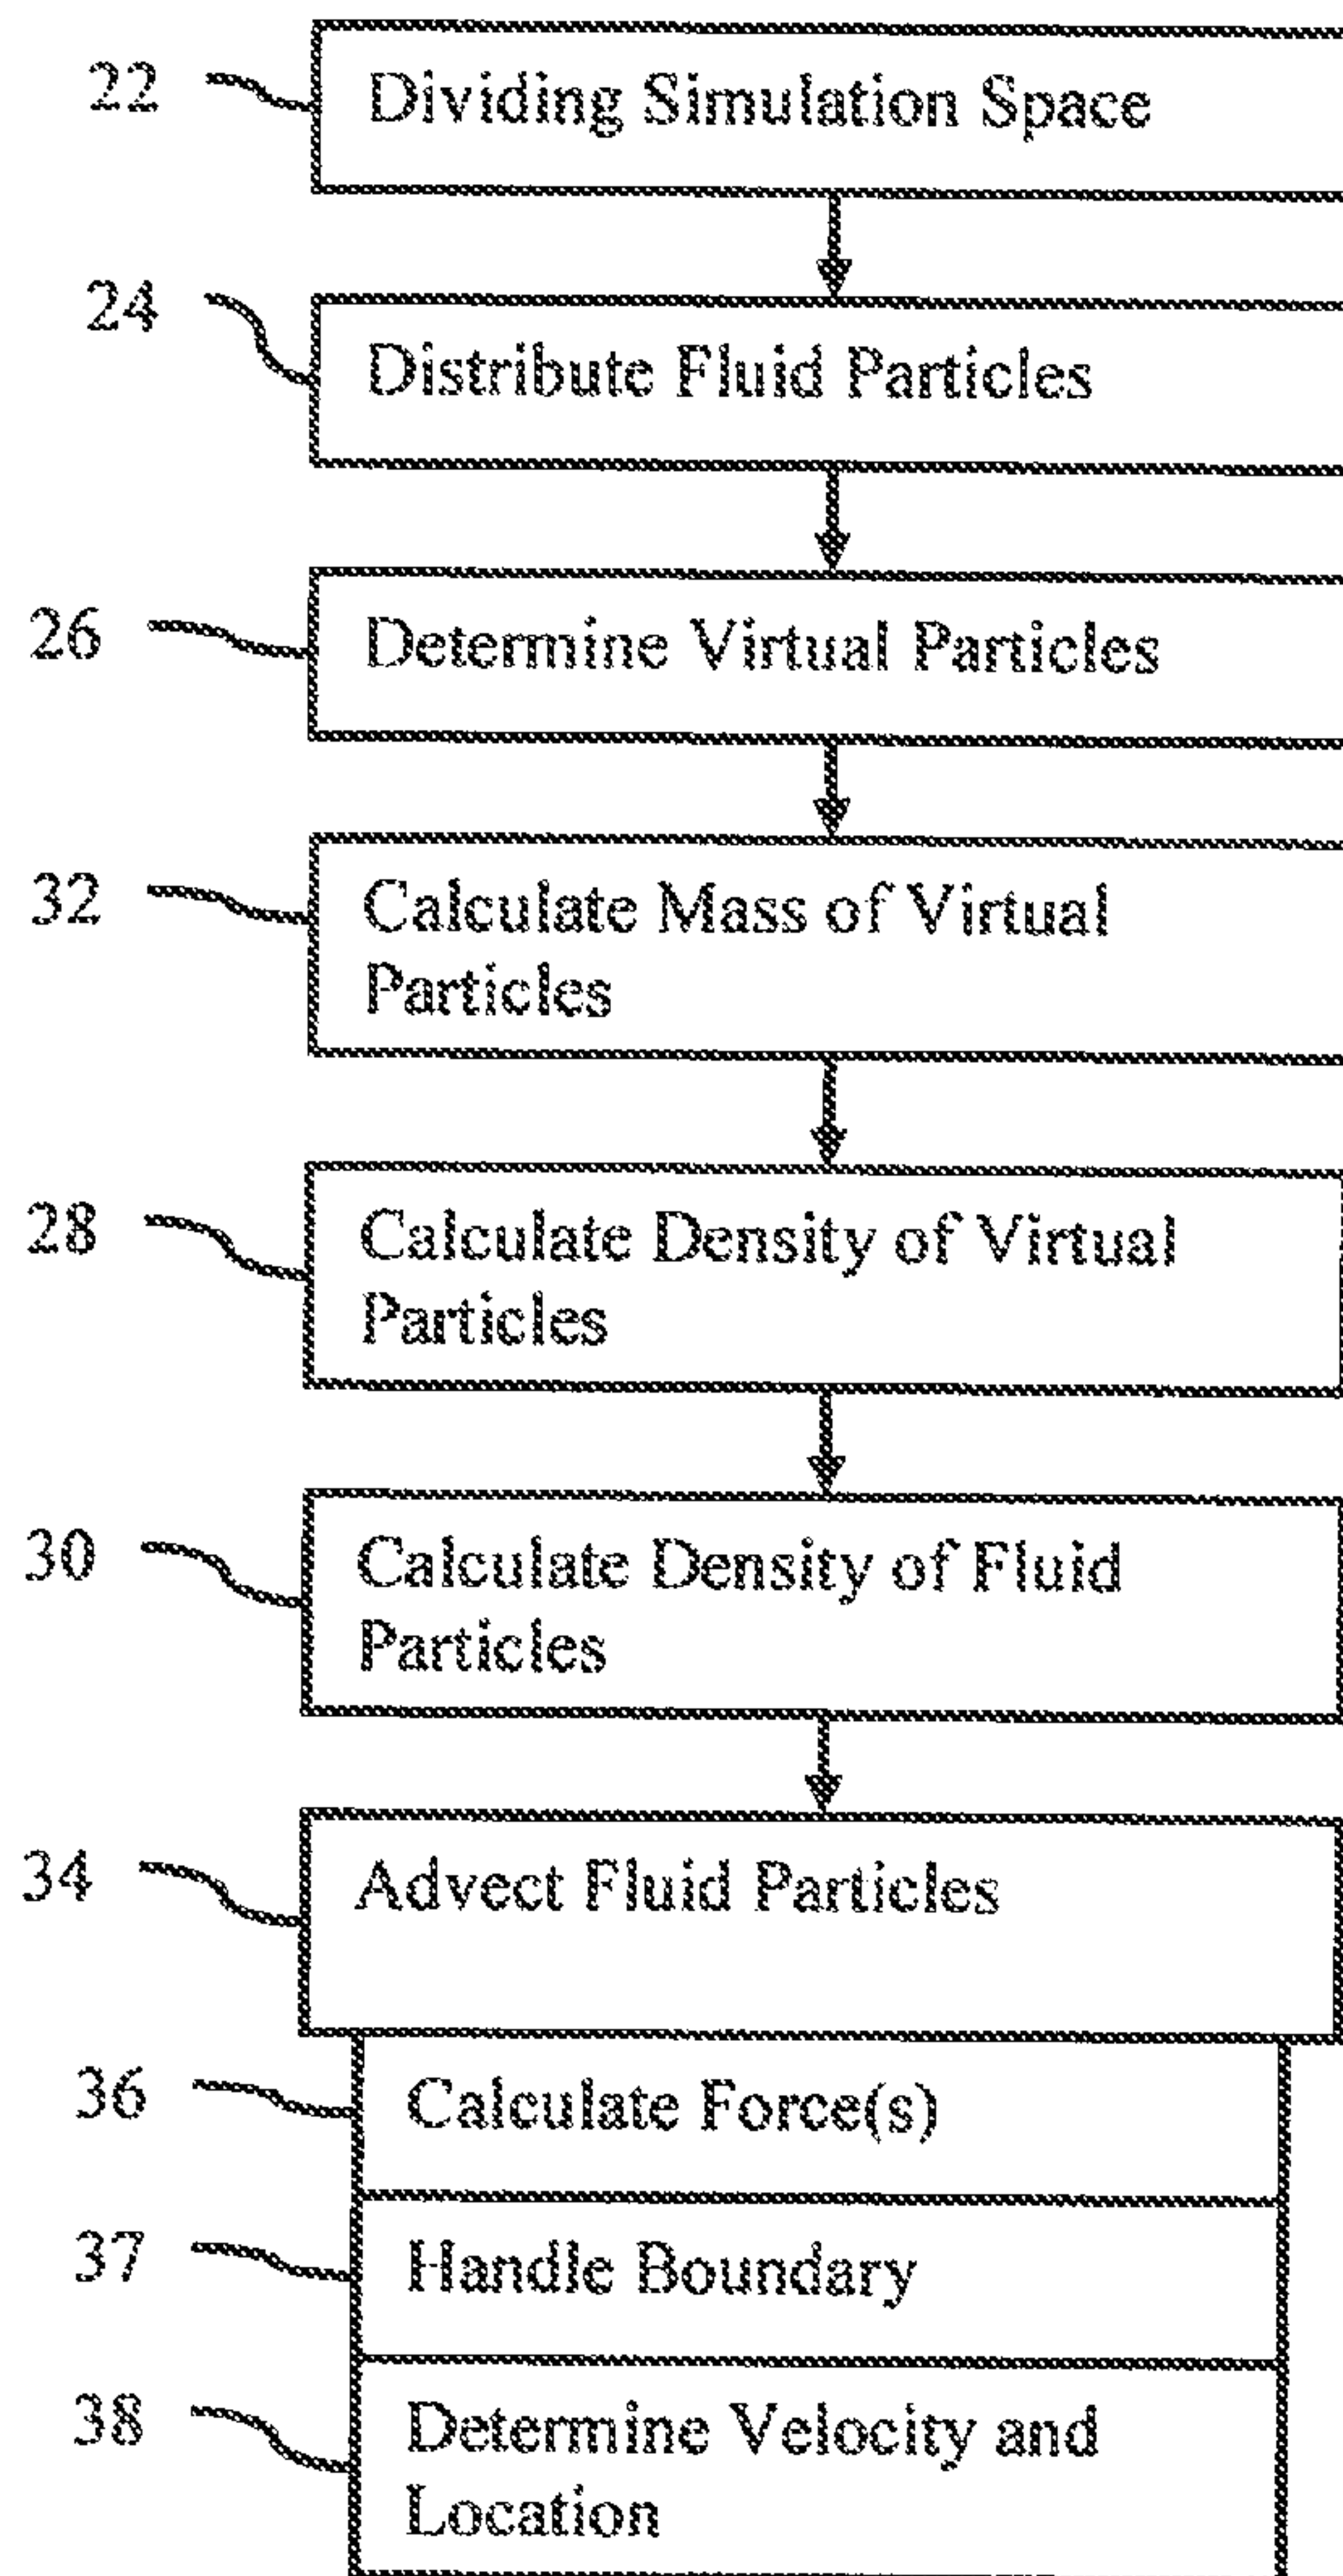 22 Dividing Simulation Space
24 Distribute Fluid Particles
26 Determine Virtual Particles
32 Calculate Mass of Virtual
Particles
28 Calculate Density of Virtual
Particles
30 Calculate Density of Fluid
Particles
34 Advect Fluid Particles
36 Calculate Force(s)
37 Handle Boundary
38 Determine Velocity and
Location